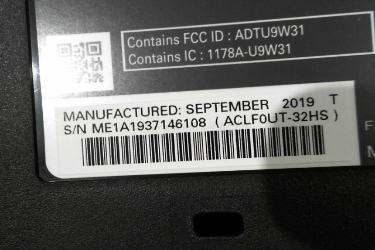 Contains FCC ID : ADTU9W31
Contains IC : 1178A-U9W31
MANUFACTURED: SEPTEMBER 2019 T
S/N ME1A1937146108 ( ACLF0UT-32HS )